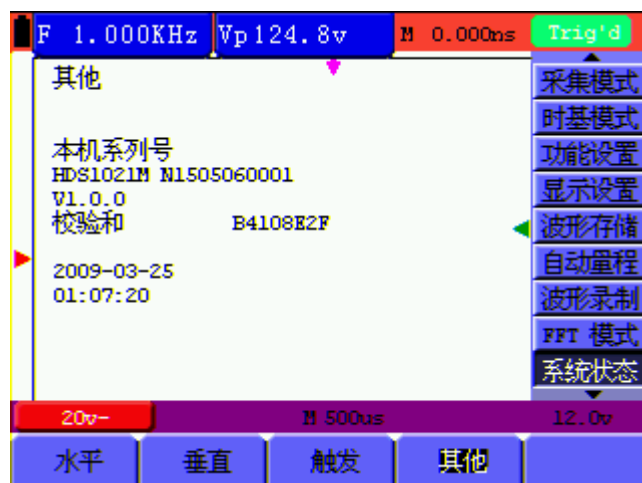 F 1.000KHz Vp124.8v M 0.000ms Trig'd
其他
本机系列号
HDS1021M N1505060001
V1.0.0
校验和 B4108E2F
2009-03-25
01:07:20
采集模式
时基模式
功能设置
显示设置
波形存储
自动量程
波形录制
FFT 模式
系统状态
20v- M 500us 12.0v
水平 垂直 触发 其他